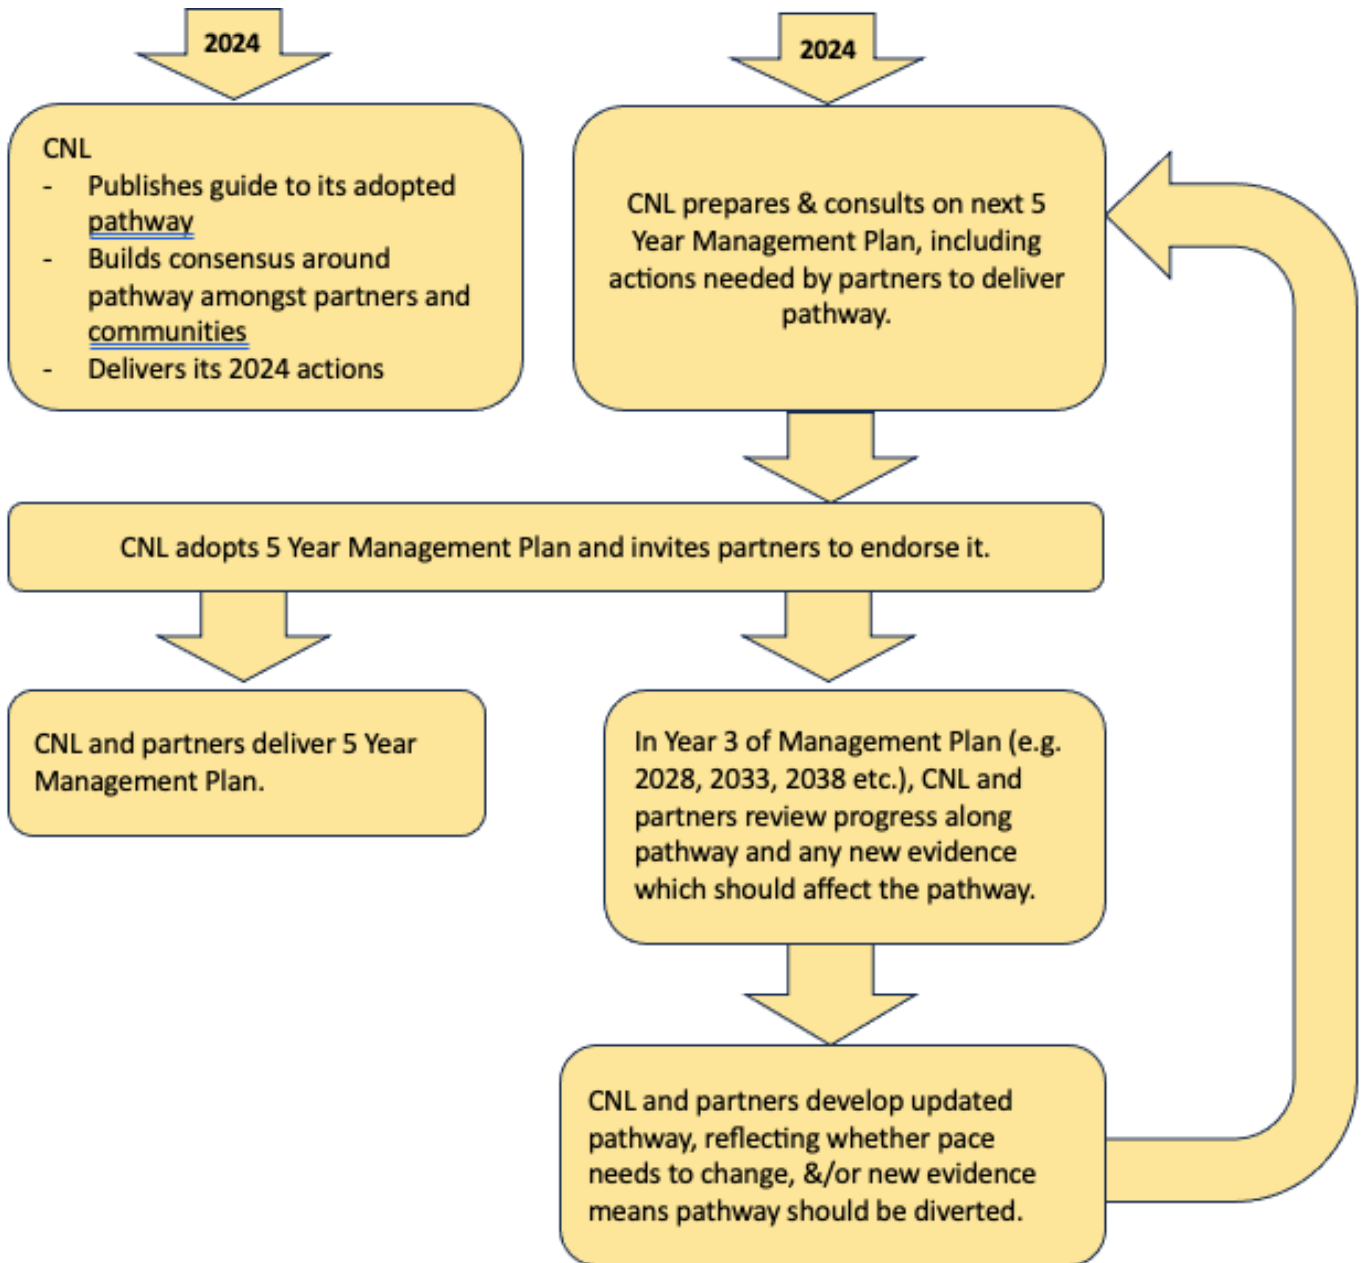 2024
2024
CNL
- Publishes guide to its adopted
pathway
- Builds consensus around
pathway amongst partners and
communities
- Delivers its 2024 actions
CNL prepares & consults on next 5
Year Management Plan, including
actions needed by partners to deliver
pathway.
CNL adopts 5 Year Management Plan and invites partners to endorse it.
CNL and partners deliver 5 Year
Management Plan.
In Year 3 of Management Plan (e.g.
2028, 2033, 2038 etc.), CNL and
partners review progress along
pathway and any new evidence
which should affect the pathway.
CNL and partners develop updated
pathway, reflecting whether pace
needs to change, &/or new evidence
means pathway should be diverted.